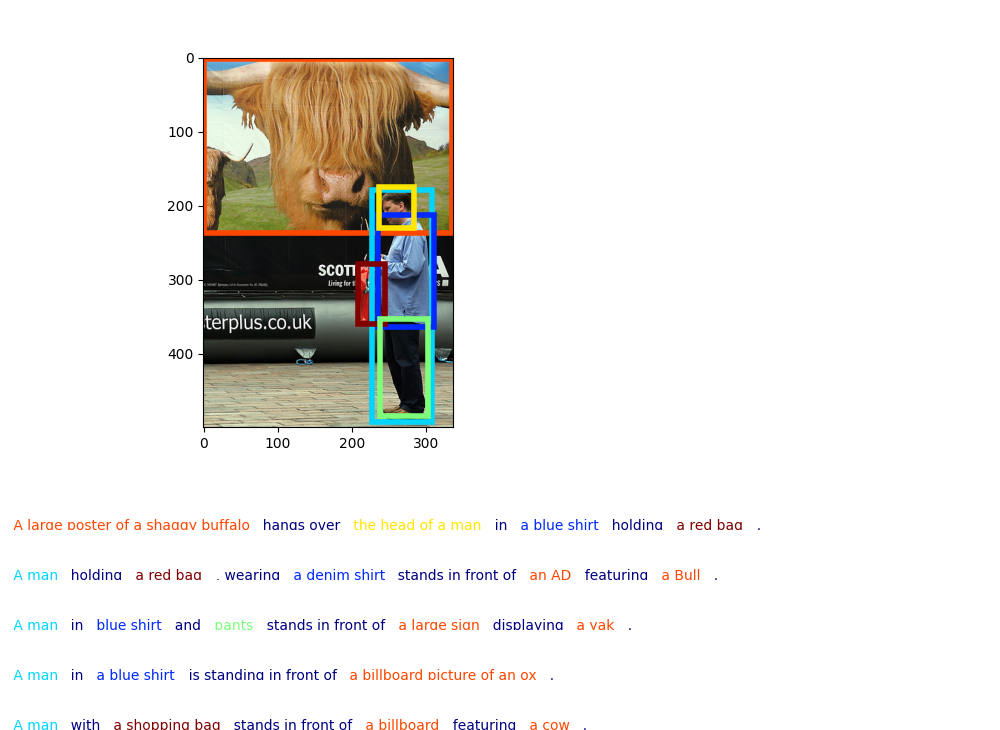 0
100
200
300
400
SCOT
A
Living for
S
sterplus.co.uk
0 100 200 300
A large poster of a shaggy buffalo hangs over the head of a man in a blue shirt holding a red bag .
A man holding a red bag , wearing a denim shirt stands in front of an AD featuring a Bull .
A man in blue shirt and pants stands in front of a large sign displaying a yak .
A man in a blue shirt is standing in front of a billboard picture of an ox .
A man with a shopping bag stands in front of a billboard featuring a cow .